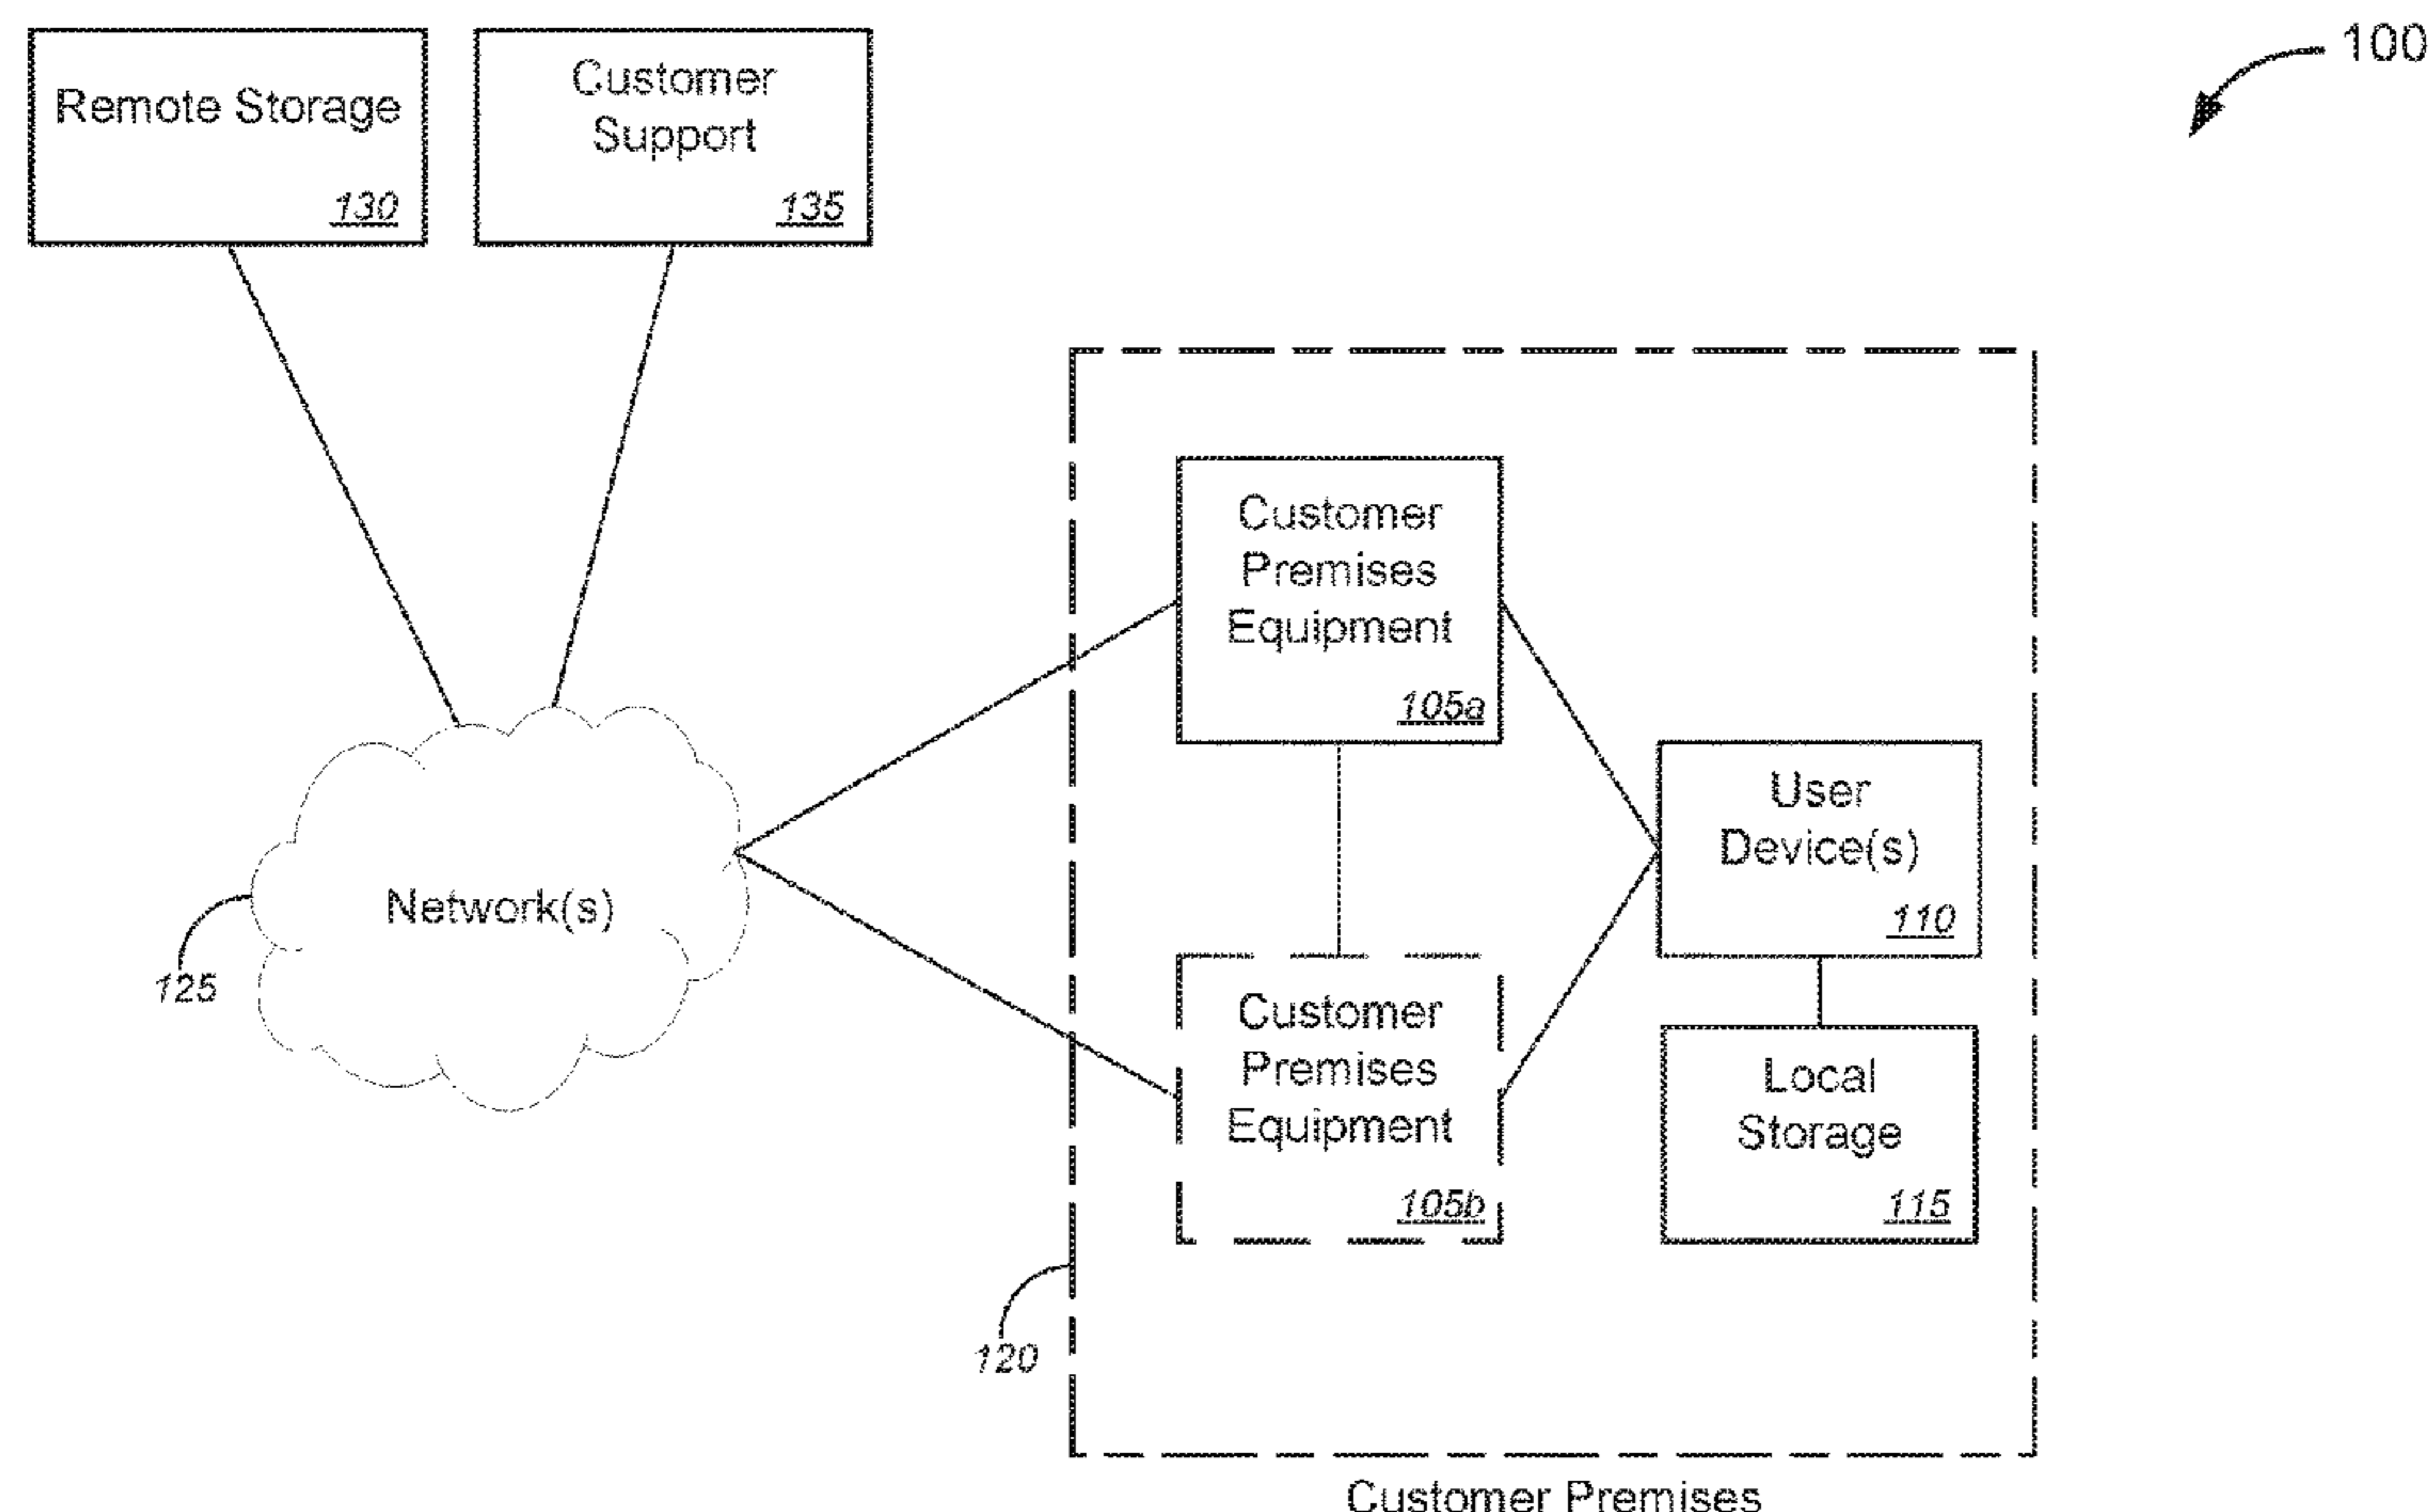 100
Remote Storage
130
Customer
Support
135
Customer
Premises
Equipment
105a
User
Device(s)
110
Network(s)
125
Customer
Premises
Equipment
105b
Local
Storage
115
120
Customer Premises